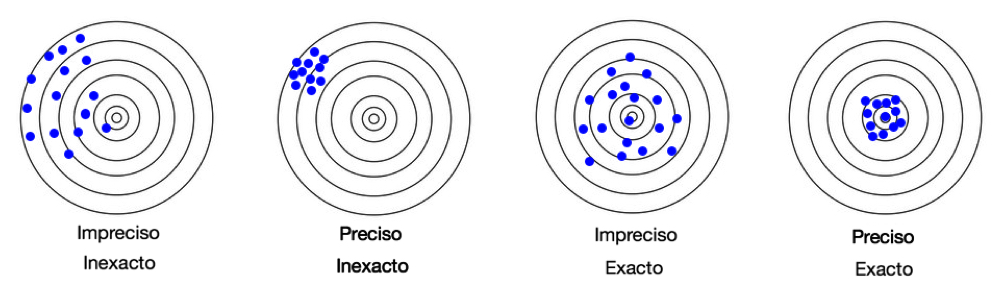 Impreciso
Inexacto
Preciso
Inexacto
Impreciso
Exacto
Preciso
Exacto